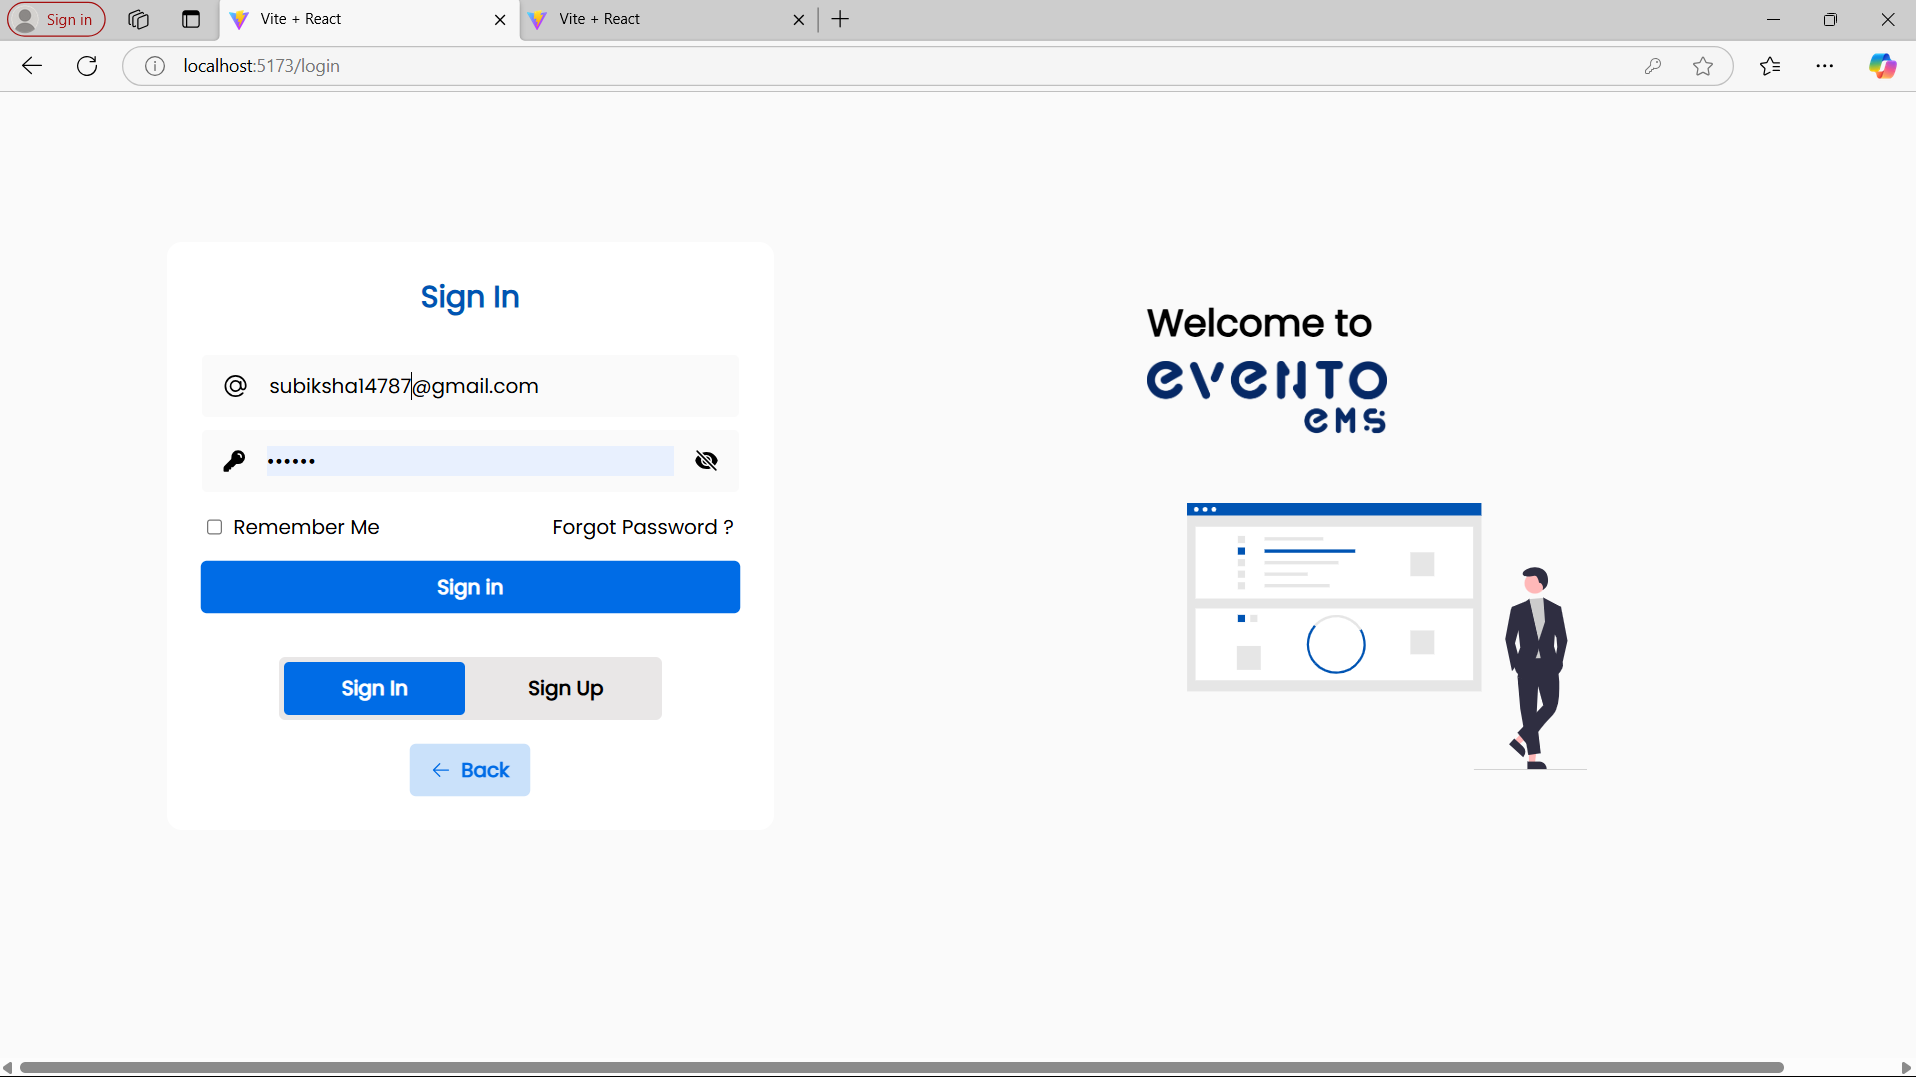 Sign in
Vite + React
Vite + React
localhost:5173/login
Sign In
subiksha14787@gmail.com
Remember Me
Forgot Password ?
Sign in
Sign In
Sign Up
← Back
Welcome to
evento
ems